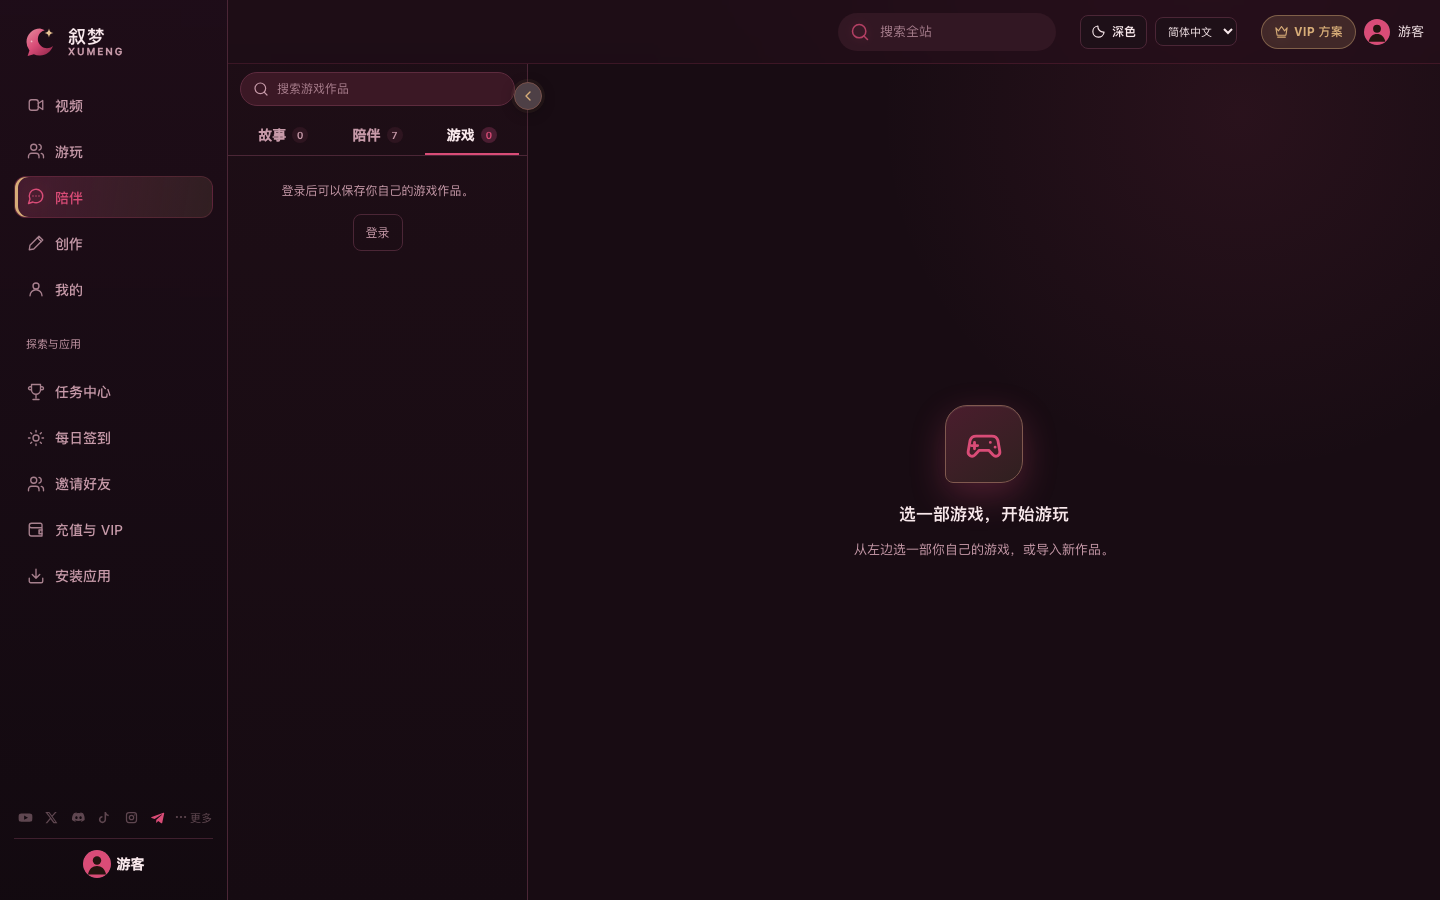 叙梦
XUMENG
视频
游玩
陪伴
创作
我的
探索与应用
任务中心
每日签到
邀请好友
充值与 VIP
安装应用
更多
游客
搜索全站
深色
简体中文
VIP 方案
游客
搜索游戏作品
故事 0
陪伴 7
游戏 0
登录后可以保存你自己的游戏作品。
登录
选一部游戏，开始游玩
从左边选一部你自己的游戏，或导入新作品。